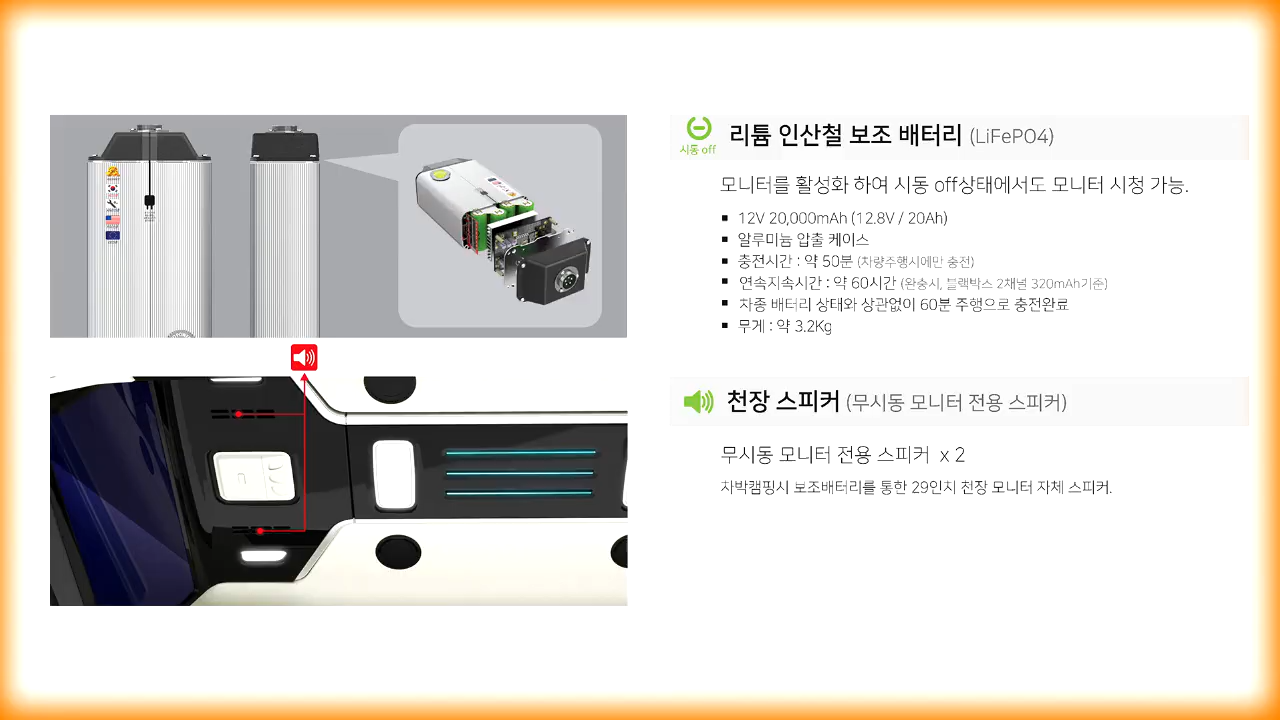 시동 off
리튬 인산철 보조 배터리 (LiFePO4)
모니터를 활성화 하여 시동 off상태에서도 모니터 시청 가능.
▪ 12V 20,000mAh (12.8V / 20Ah)
▪ 알루미늄 압출 케이스
▪ 충전시간 : 약 50분 (차량주행시에만 충전)
▪ 연속지속시간 : 약 60시간 (완충시, 블랙박스 2채널 320mAh기준)
▪ 차종 배터리 상태와 상관없이 60분 주행으로 충전완료
▪ 무게 : 약 3.2Kg
천장 스피커 (무시동 모니터 전용 스피커)
무시동 모니터 전용 스피커 x 2
차박캠핑시 보조배터리를 통한 29인치 천장 모니터 자체 스피커.